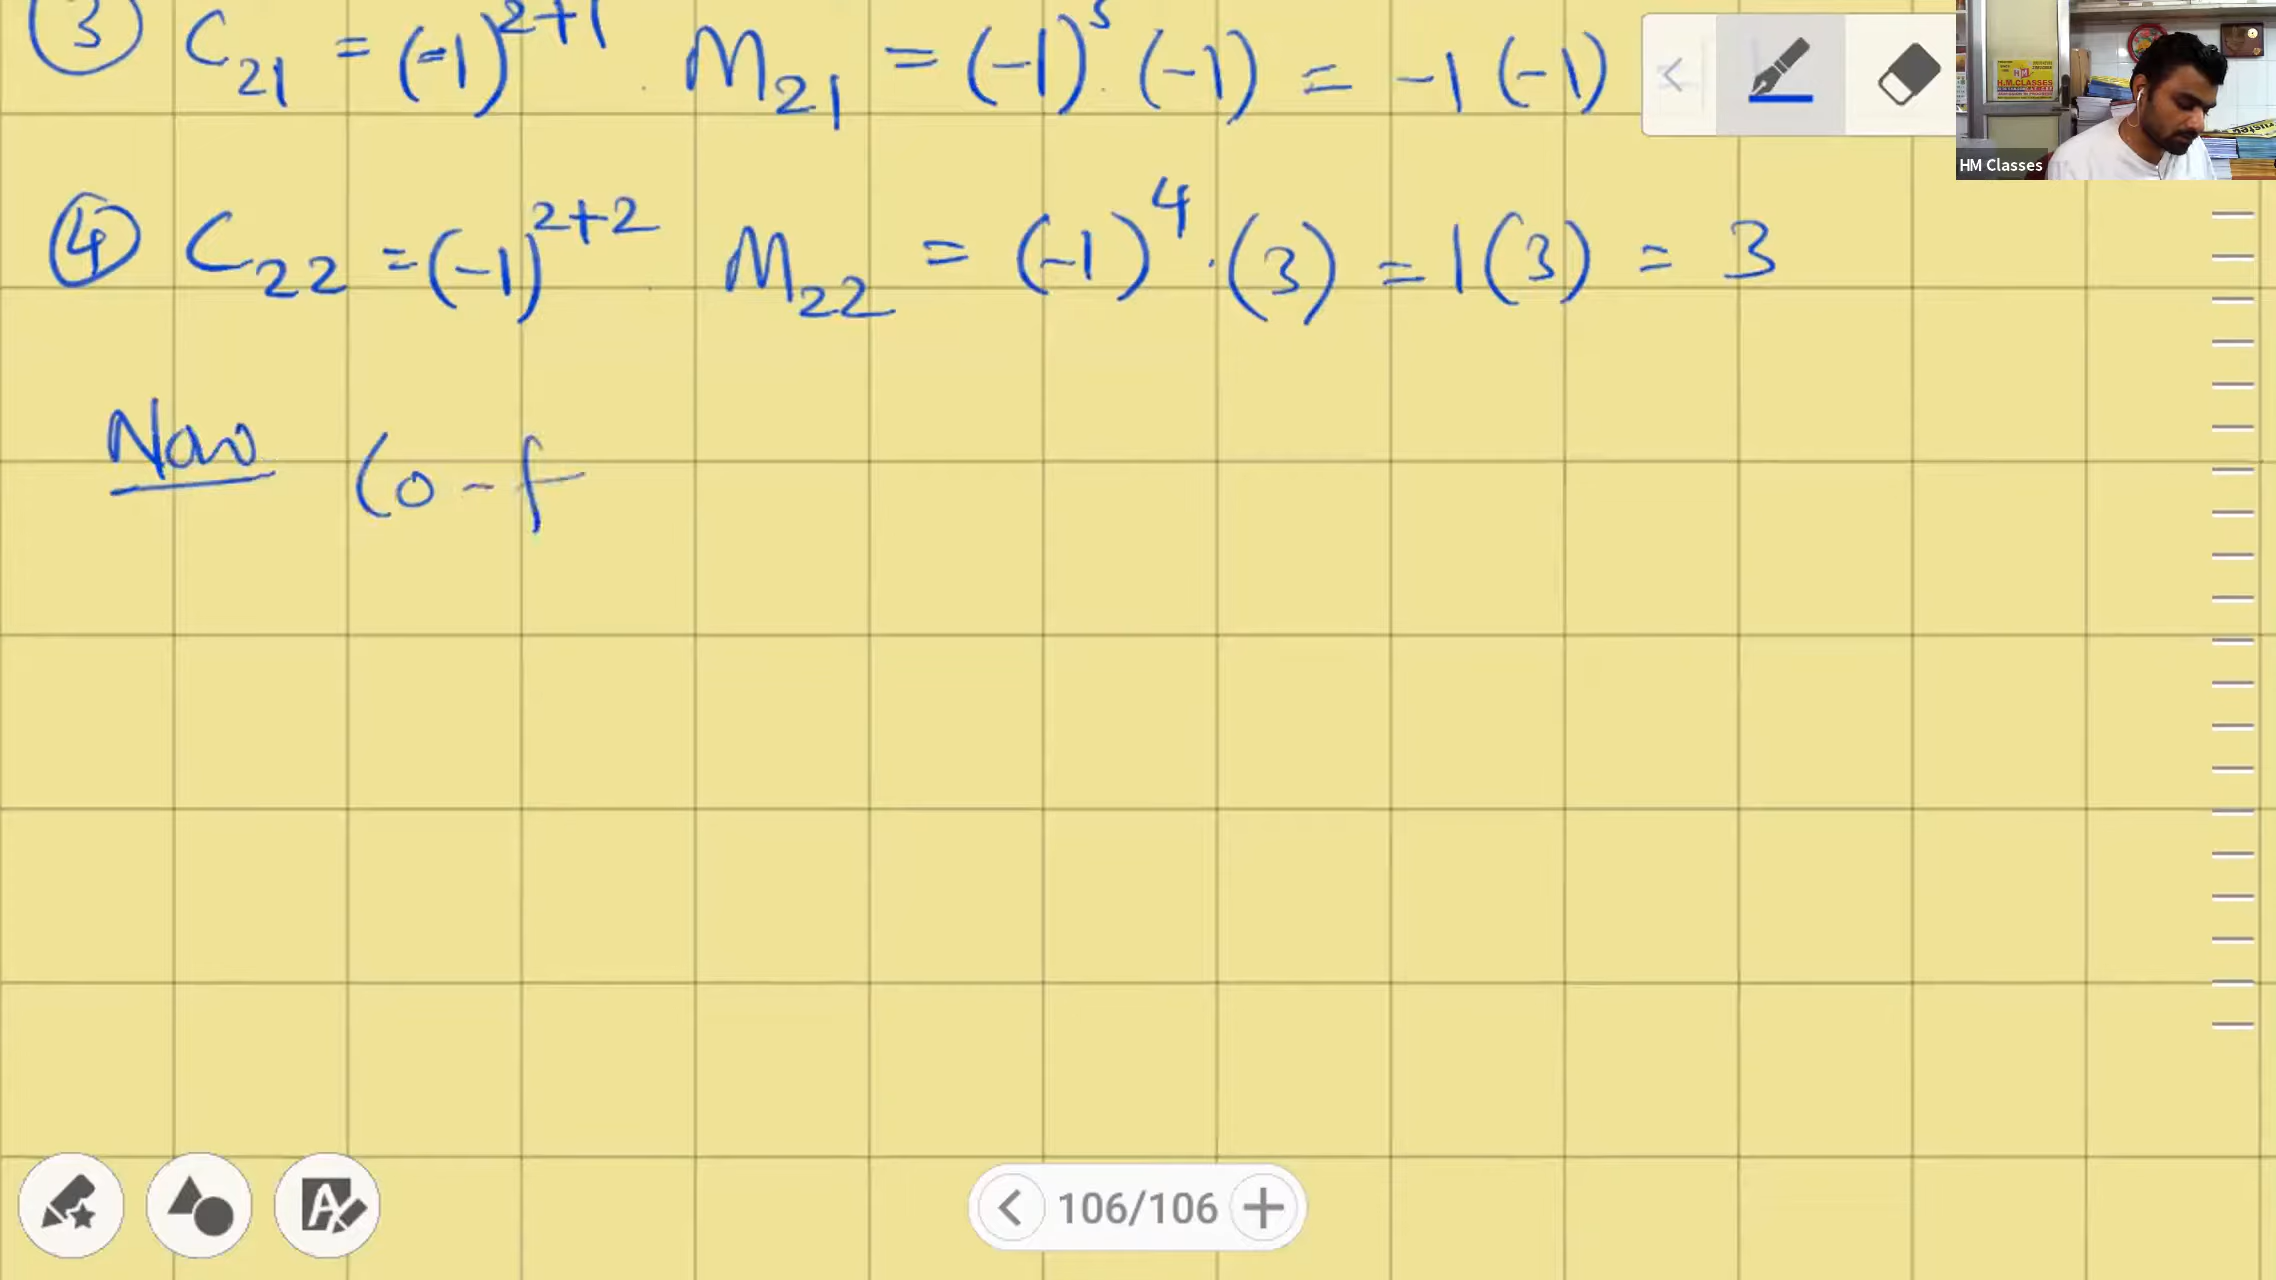 ③ C₂₁ = (-1)²⁺¹ . M₂₁ = (-1)³ . (-1) = -1 (-1) =
④ C₂₂ = (-1)²⁺² . M₂₂ = (-1)⁴ . (3) = 1(3) = 3
Now Co-f
HM Classes
106/106